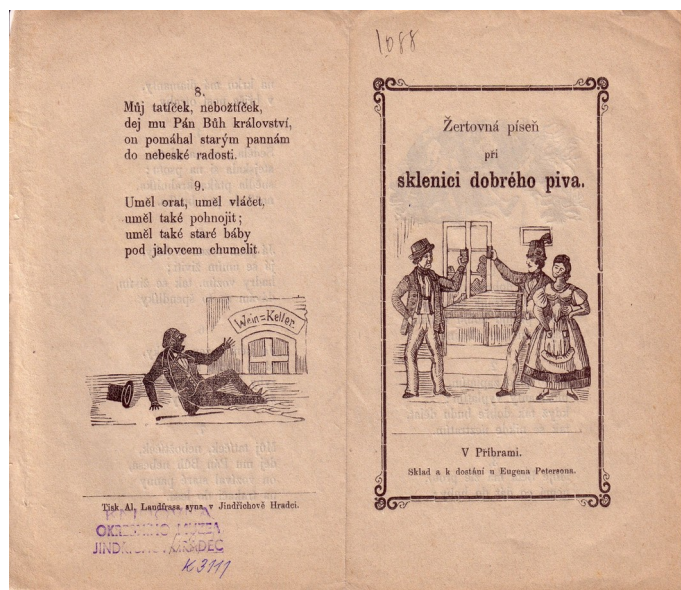 8.
Můj tatíček, nebožtíček,
dej mu Pán Bůh království,
on pomáhal starým pannám
do nebeské radosti.
9.
Uměl orat, uměl vláčet,
uměl také pohnojit;
uměl také staré báby
pod jalovcem chumelit.
Wein=Keller
Tisk Al. Landfrasa syna v Jindřichově Hradci.
OKRESNÍHO MUZEA
JINDŘICHŮV HRADEC
K 3111
1088
Žertovná píseň
při
sklenici dobrého piva.
V Příbrami.
Sklad a k dostání u Eugena Petersona.